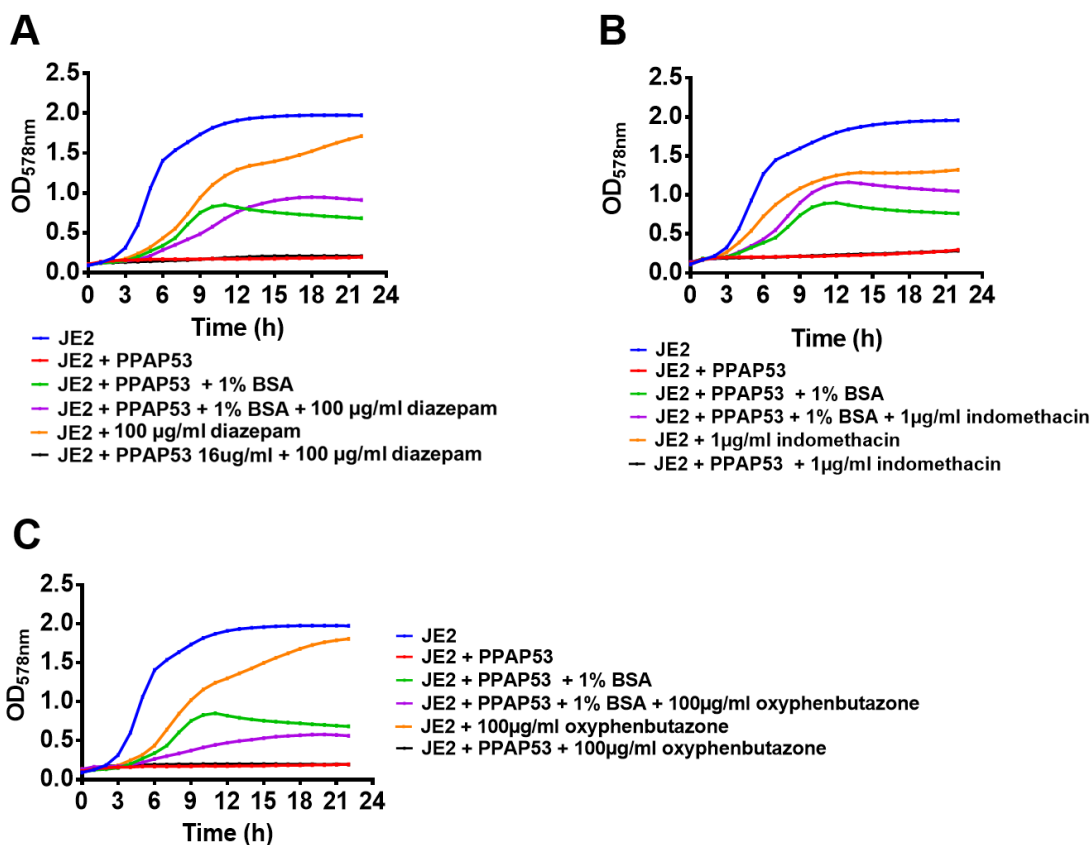 A
2.5
2.0
1.5
1.0
0.5
0.0
OD578nm
0 3 6 9 12 15 18 21 24
Time (h)
JE2
JE2 + PPAP53
JE2 + PPAP53 + 1% BSA
JE2 + PPAP53 + 1% BSA + 100 µg/ml diazepam
JE2 + 100 µg/ml diazepam
JE2 + PPAP53 16ug/ml + 100 µg/ml diazepam
B
2.5
2.0
1.5
1.0
0.5
0.0
OD578nm
0 3 6 9 12 15 18 21 24
Time (h)
JE2
JE2 + PPAP53
JE2 + PPAP53 + 1% BSA
JE2 + PPAP53 + 1% BSA + 1µg/ml indomethacin
JE2 + 1µg/ml indomethacin
JE2 + PPAP53 + 1µg/ml indomethacin
C
2.5
2.0
1.5
1.0
0.5
0.0
OD578nm
0 3 6 9 12 15 18 21 24
Time (h)
JE2
JE2 + PPAP53
JE2 + PPAP53 + 1% BSA
JE2 + PPAP53 + 1% BSA + 100µg/ml oxyphenbutazone
JE2 + 100µg/ml oxyphenbutazone
JE2 + PPAP53 + 100µg/ml oxyphenbutazone